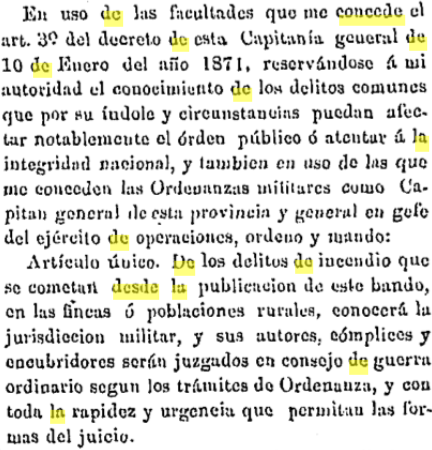 En uso de las facultades que me concede el
art. 3º del decreto de esta Capitanía general de
10 de Enero del año 1871, reservándose á mi
autoridad el conocimiento de los delitos comunes
que por su índole y circunstancias puedan afec-
tar notablemente el órden público ó atentar á la
integridad nacional, y tambien en uso de las que
me conceden las Ordenanzas militares como Ca-
pitan general de esta provincia y general en gefe
del ejército de operaciones, ordeno y mando:
Artículo único. De los delitos de incendio que
se cometan desde la publicacion de este bando,
en las fincas ó poblaciones rurales, conocerá la
jurisdiccion militar, y sus autores, cómplices y
encubridores serán juzgados en consejo de guerra
ordinario segun los trámites de Ordenanza, y con
toda la rapidez y urgencia que permitan las for-
mas del juicio.